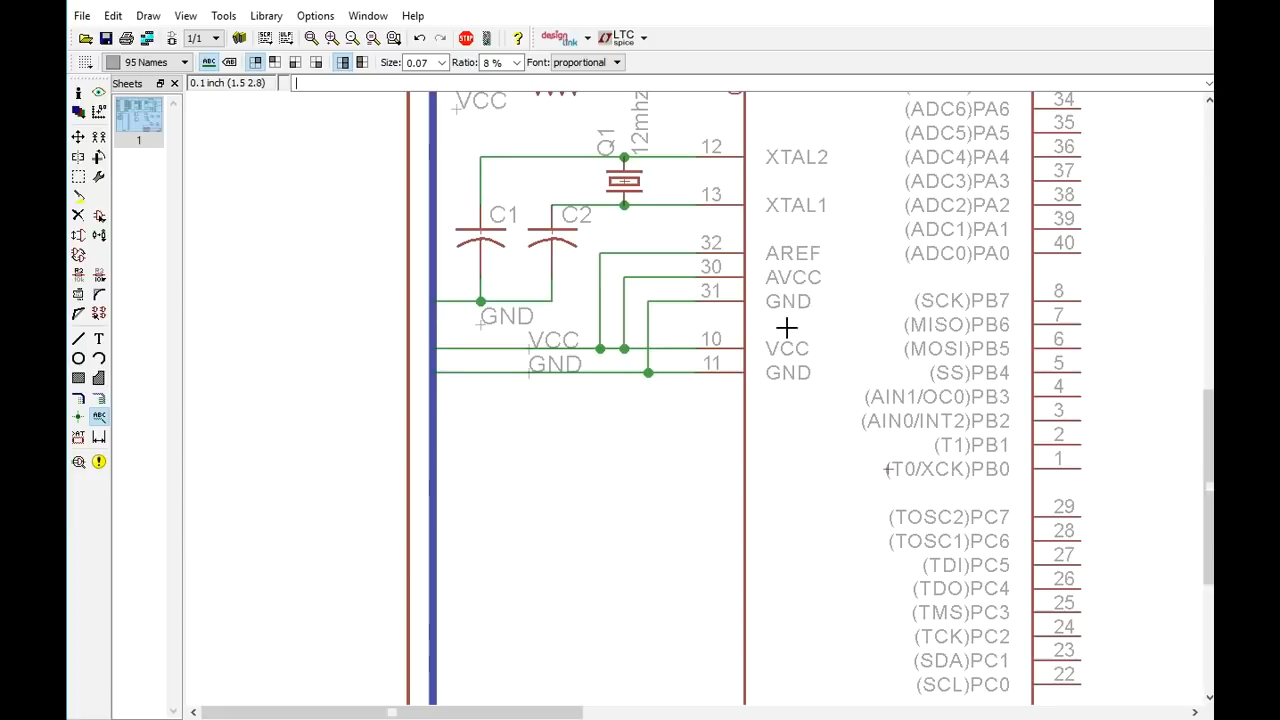 File Edit Draw View Tools Library Options Window Help
1/1 design link LTC spice
95 Names ABC Size: 0.07 Ratio: 8 % Font: proportional
Sheets 0.1 inch (1.5 2.8)
1
VCC
Q1
12mhz
12 XTAL2
13 XTAL1
C1 C2
32 AREF
30 AVCC
31 GND
GND
VCC 10 VCC
GND 11 GND
34
(ADC6)PA6
35
(ADC5)PA5
36
(ADC4)PA4
37
(ADC3)PA3
38
(ADC2)PA2
39
(ADC1)PA1
40
(ADC0)PA0
8
(SCK)PB7
7
(MISO)PB6
6
(MOSI)PB5
5
(SS)PB4
4
(AIN1/OC0)PB3
3
(AIN0/INT2)PB2
2
(T1)PB1
1
(T0/XCK)PB0
29
(TOSC2)PC7
28
(TOSC1)PC6
27
(TDI)PC5
26
(TDO)PC4
25
(TMS)PC3
24
(TCK)PC2
23
(SDA)PC1
22
(SCL)PC0